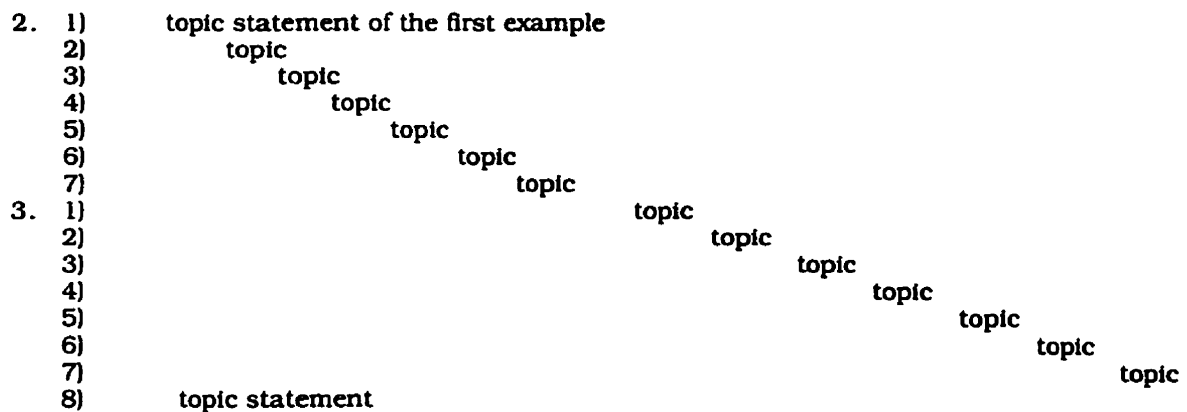 2. 1) topic statement of the first example
2) topic
3) topic
4) topic
5) topic
6) topic
7) topic
3. 1) topic
2) topic
3) topic
4) topic
5) topic
6) topic
7) topic
8) topic statement